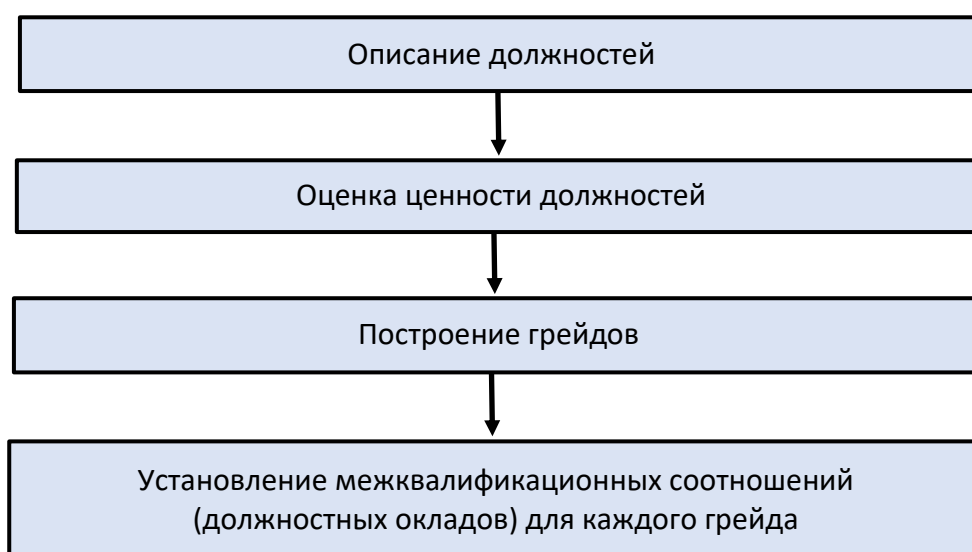 Описание должностей
Оценка ценности должностей
Построение грейдов
Установление межквалификационных соотношений
(должностных окладов) для каждого грейда